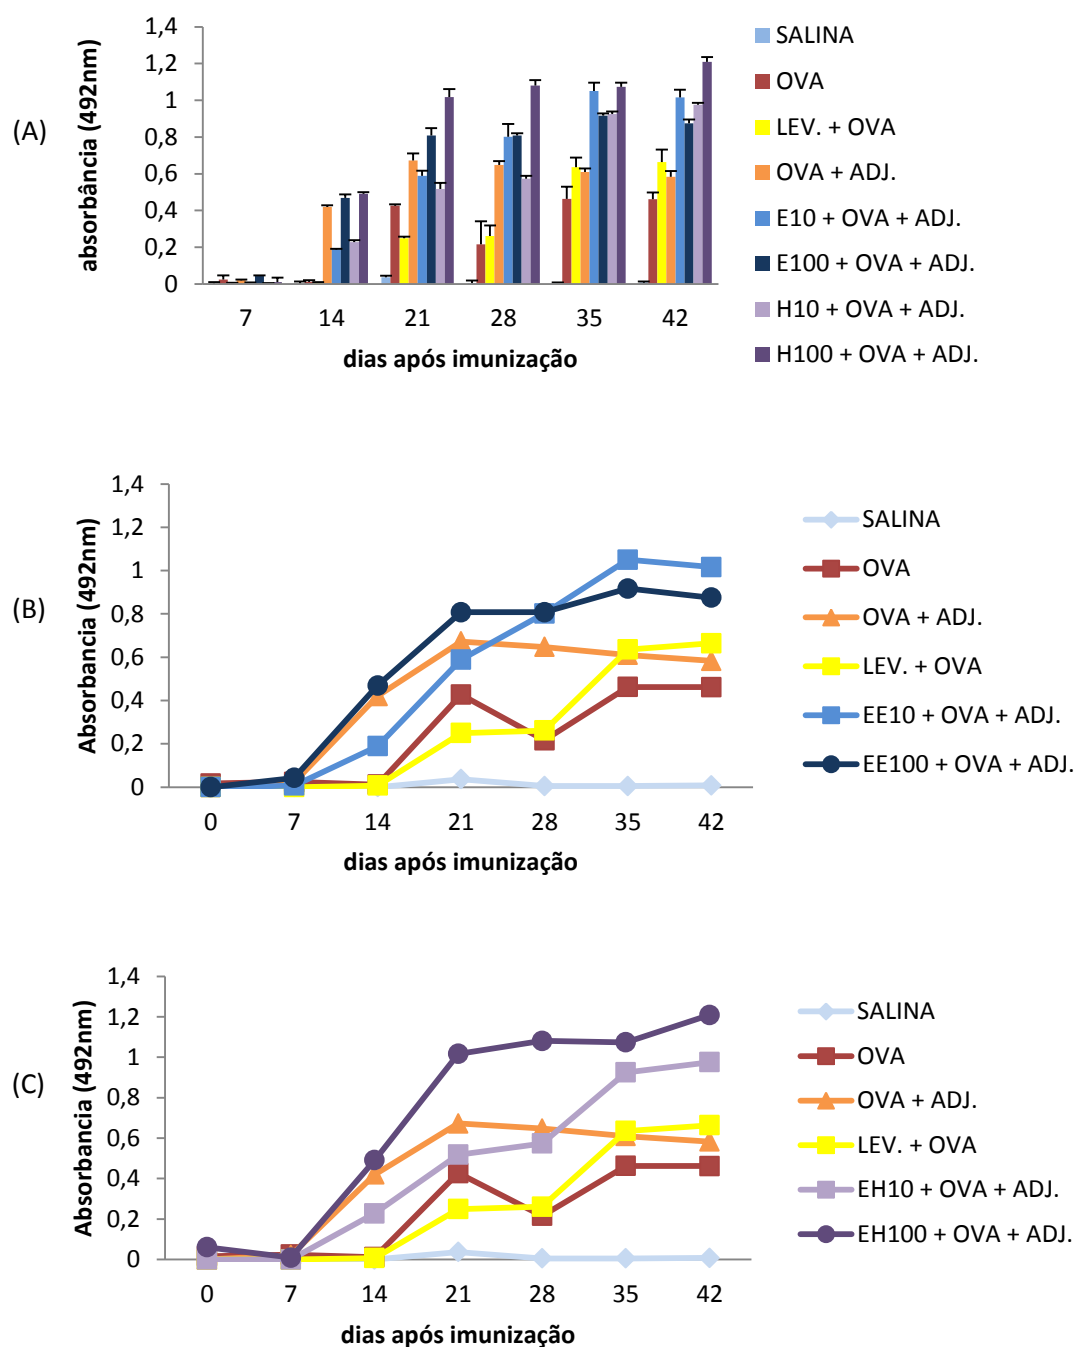 (A)
absorbância (492nm)
1,4
1,2
1
0,8
0,6
0,4
0,2
0
7 14 21 28 35 42
dias após imunização
SALINA
OVA
LEV. + OVA
OVA + ADJ.
E10 + OVA + ADJ.
E100 + OVA + ADJ.
H10 + OVA + ADJ.
H100 + OVA + ADJ.
(B)
Absorbancia (492nm)
1,4
1,2
1
0,8
0,6
0,4
0,2
0
0 7 14 21 28 35 42
dias após imunização
SALINA
OVA
OVA + ADJ.
LEV. + OVA
EE10 + OVA + ADJ.
EE100 + OVA + ADJ.
(C)
Absorbancia (492nm)
1,4
1,2
1
0,8
0,6
0,4
0,2
0
0 7 14 21 28 35 42
dias após imunização
SALINA
OVA
OVA + ADJ.
LEV. + OVA
EH10 + OVA + ADJ.
EH100 + OVA + ADJ.